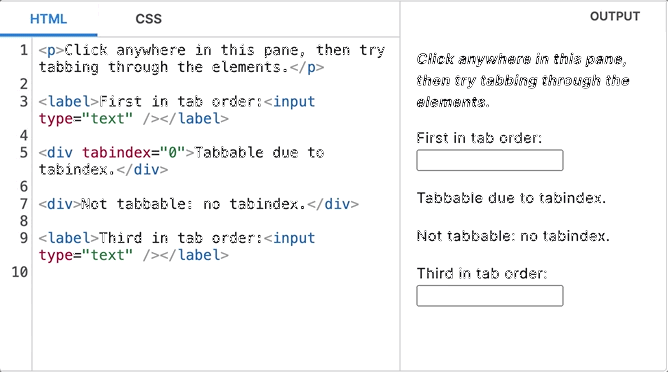 HTML CSS OUTPUT
1 <p>Click anywhere in this pane, then try
tabbing through the elements.</p>
2
3 <label>First in tab order:<input
type="text" /></label>
4
5 <div tabindex="0">Tabbable due to
tabindex.</div>
6
7 <div>Not tabbable: no tabindex.</div>
8
9 <label>Third in tab order:<input
type="text" /></label>
10
Click anywhere in this pane,
then try tabbing through the
elements.
First in tab order:
Tabbable due to tabindex.
Not tabbable: no tabindex.
Third in tab order: